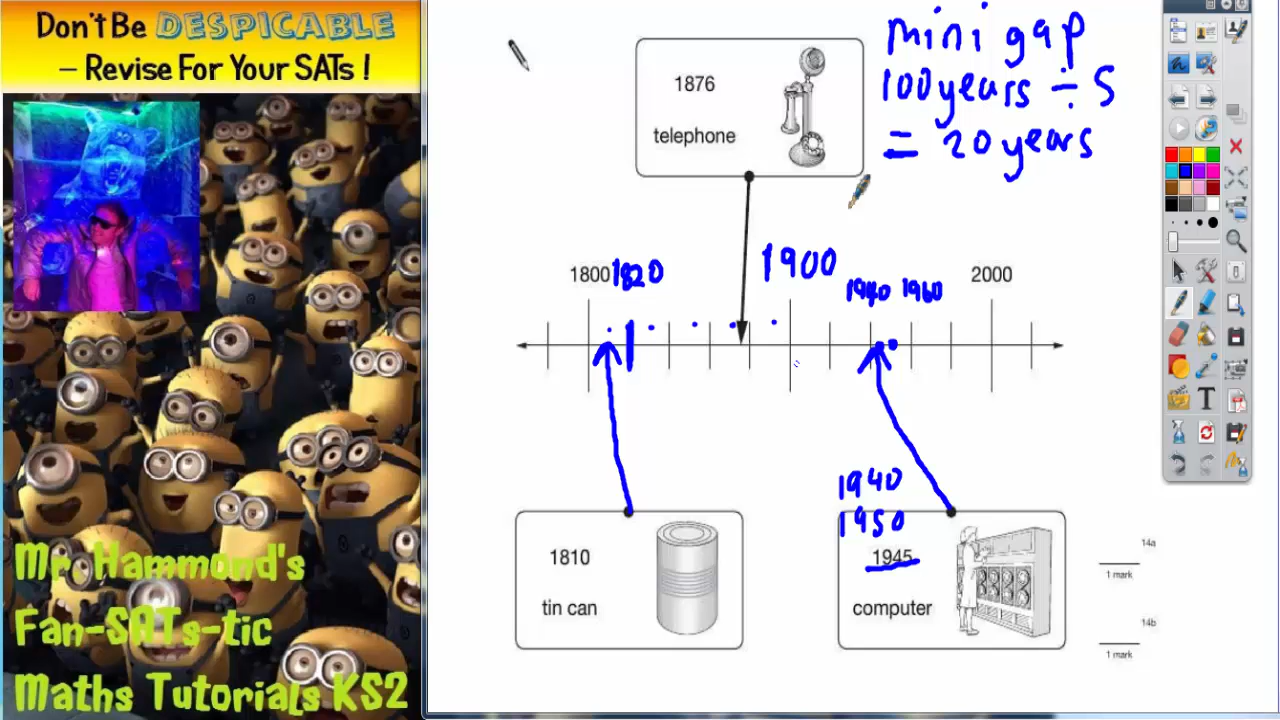 Don't Be DESPICABLE
– Revise For Your SATs !
Mr Hammond's
Fan-SATs-tic
Maths Tutorials KS2
mini gap
100 years ÷ 5
= 20 years
1876
telephone
1800
1820
1900
1940
1960
2000
1940
1950
1810
tin can
1945
computer
14a
1 mark
14b
1 mark